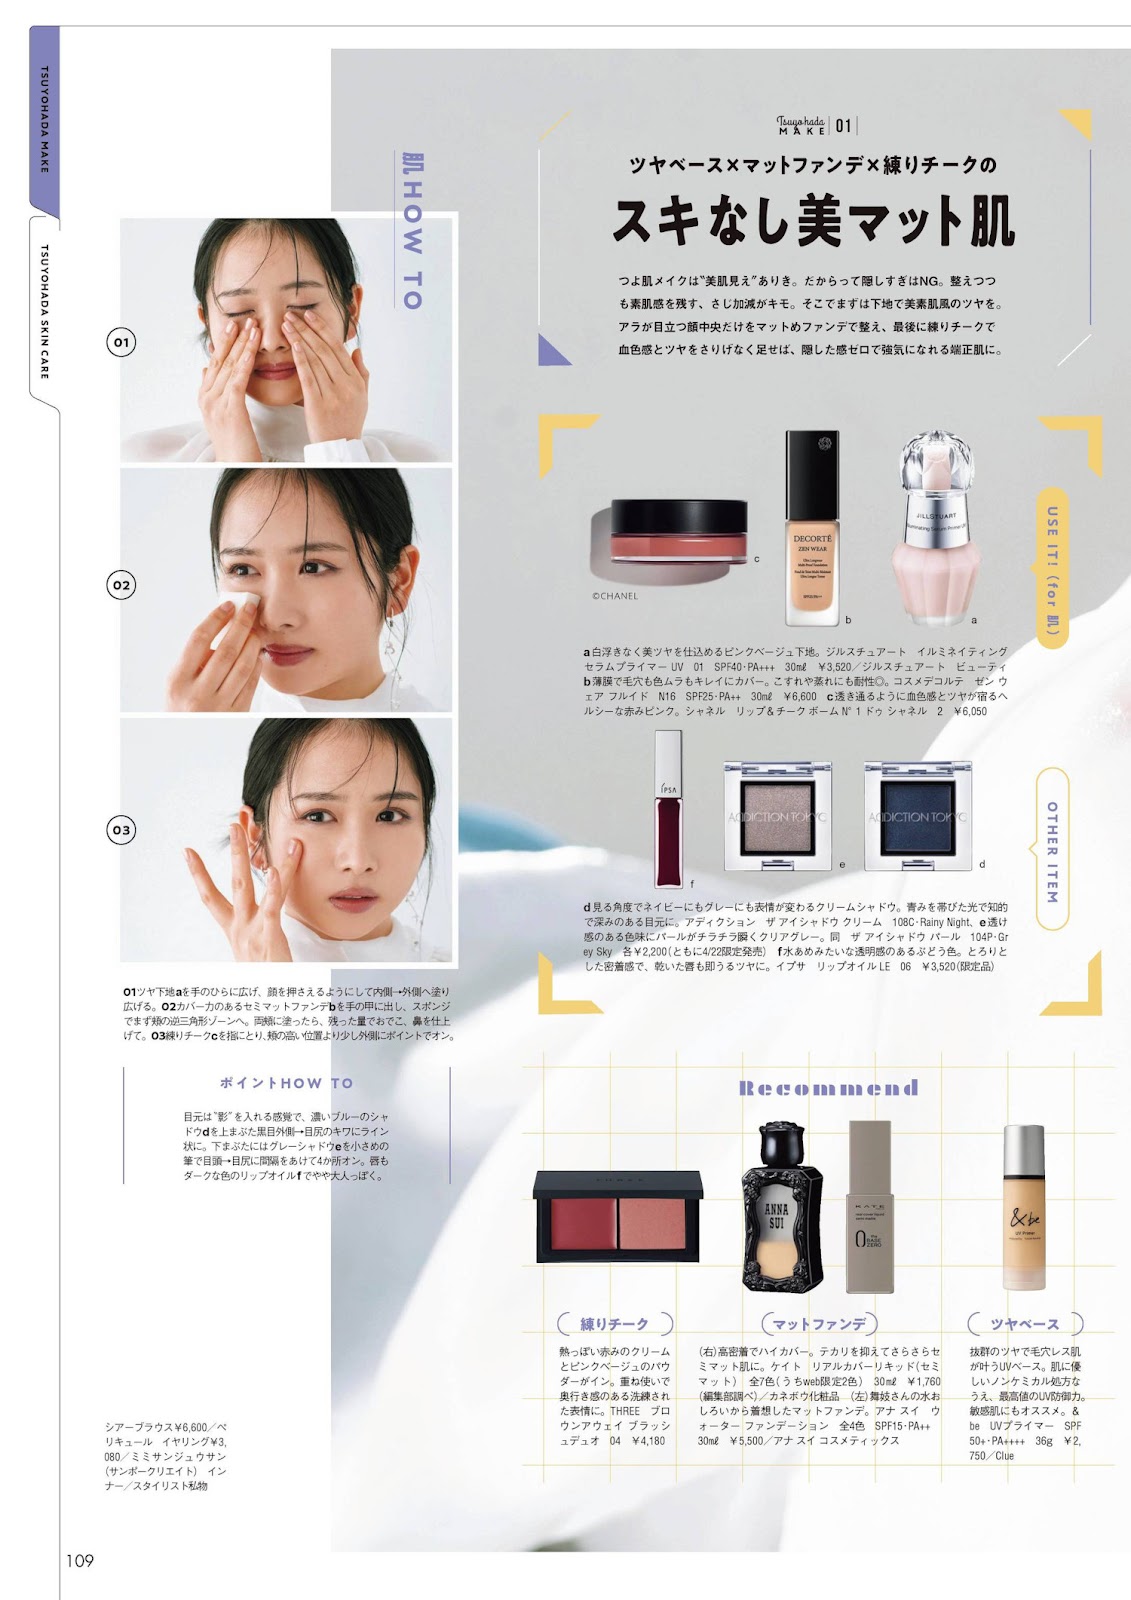 TSUYOHADA MAKE
TSUYOHADA SKIN CARE
Tsuyohada
MAKE 01
ツヤベース×マットファンデ×練りチークの
スキなし美マット肌
つよ肌メイクは“美肌見え”ありき。だからって隠しすぎはNG。整えつつ
も素肌感を残す、さじ加減がキモ。そこでまずは下地で美素肌風のツヤを。
アラが目立つ顔中央だけをマットめファンデで整え、最後に練りチークで
血色感とツヤをさりげなく足せば、隠した感ゼロで強気になれる端正肌に。
肌HOW TO
01
02
03
01ツヤ下地aを手のひらに広げ、顔を押さえるようにして内側→外側へ塗り
広げる。02カバー力のあるセミマットファンデbを手の甲に出し、スポンジ
でまず頬の逆三角形ゾーンへ。両頬に塗ったら、残った量でおでこ、鼻を仕上
げて。03練りチークcを指にとり、頬の高い位置より少し外側にポイントでオン。
ポイントHOW TO
目元は“影”を入れる感覚で、濃いブルーのシャ
ドウdを上まぶた黒目外側→目尻のキワにライン
状に。下まぶたにはグレーシャドウeを小さめの
筆で目頭→目尻に間隔をあけて4か所オン。唇も
ダークな色のリップオイルfでやや大人っぽく。
USE IT! (for 肌)
©CHANEL
c
DECORTÉ
ZEN WEAR
b
JILLSTUART
Illuminating Serum Primer UV
a
a白浮きなく美ツヤを仕込めるピンクベージュ下地。ジルスチュアート　イルミネイティング
セラムプライマー UV　01　SPF40・PA+++　30㎖　¥3,520／ジルスチュアート　ビューティ
b薄膜で毛穴も色ムラもキレイにカバー。こすれや蒸れにも耐性◎。コスメデコルテ　ゼン ウ
ェア フルイド　N16　SPF25・PA++　30㎖　¥6,600　c透き通るように血色感とツヤが宿るヘ
ルシーな赤みピンク。シャネル　リップ＆チーク ボーム N° 1 ドゥ シャネル　2　¥6,050
OTHER ITEM
IPSA
f
ADDICTION TOKYO
e
ADDICTION TOKYO
d
d見る角度でネイビーにもグレーにも表情が変わるクリームシャドウ。青みを帯びた光で知的
で深みのある目元に。アディクション　ザ アイシャドウ クリーム　108C・Rainy Night、e透け
感のある色味にパールがチラチラ瞬くクリアグレー。同　ザ アイシャドウ パール　104P・Gr
ey Sky　各¥2,200(ともに4/22限定発売)　f水あめみたいな透明感のあるぶどう色。とろりと
した密着感で、乾いた唇も即うるツヤに。イプサ　リップオイル LE　06　¥3,520(限定品)
Recommend
THREE
ANNA
SUI
KATE
0
THE
BASE
ZERO
&be
UV Primer
練りチーク
熱っぽい赤みのクリーム
とピンクベージュのパウ
ダーがイン。重ね使いで
奥行き感のある洗練され
た表情に。THREE　ブロ
ウンアウェイ ブラッシ
ュデュオ　04　¥4,180
マットファンデ
(右)高密着でハイカバー。テカリを抑えてさらさらセ
ミマット肌に。ケイト　リアルカバーリキッド(セミ
マット)　全7色(うちweb限定2色)　30㎖　¥1,760
(編集部調べ)／カネボウ化粧品　(左)舞妓さんの水お
しろいから着想したマットファンデ。アナ スイ　ウ
ォーター ファンデーション　全4色　SPF15・PA++
30㎖　¥5,500／アナ スイ コスメティックス
ツヤベース
抜群のツヤで毛穴レス肌
が叶うUVベース。肌に優
しいノンケミカル処方な
うえ、最高値のUV防御力。
敏感肌にもオススメ。＆
be　UVプライマー　SPF
50+・PA++++　36g　¥2,
750／Clue
シアーブラウス¥6,600／ペ
リキュール　イヤリング¥3,
080／ミミサンジュウサン
(サンポークリエイト)　イン
ナー／スタイリスト私物
109